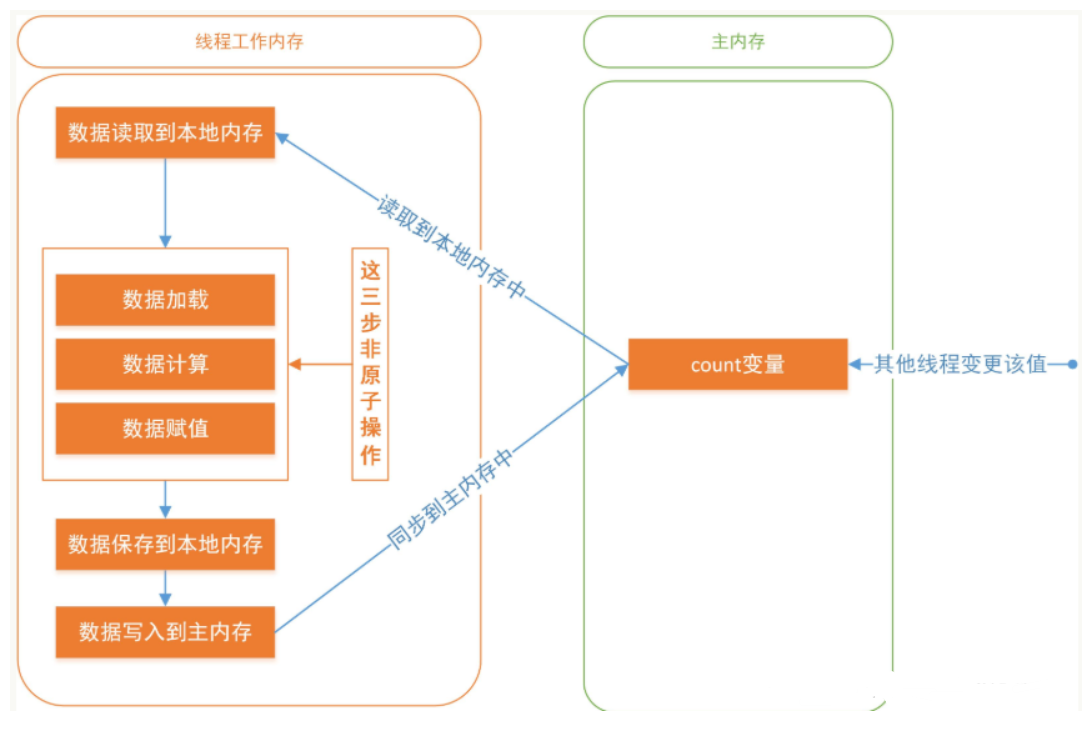 线程工作内存
主内存
数据读取到本地内存
读取到本地内存中
数据加载
数据计算
数据赋值
这三步非原子操作
count变量
其他线程变更该值
同步到主内存中
数据保存到本地内存
数据写入到主内存